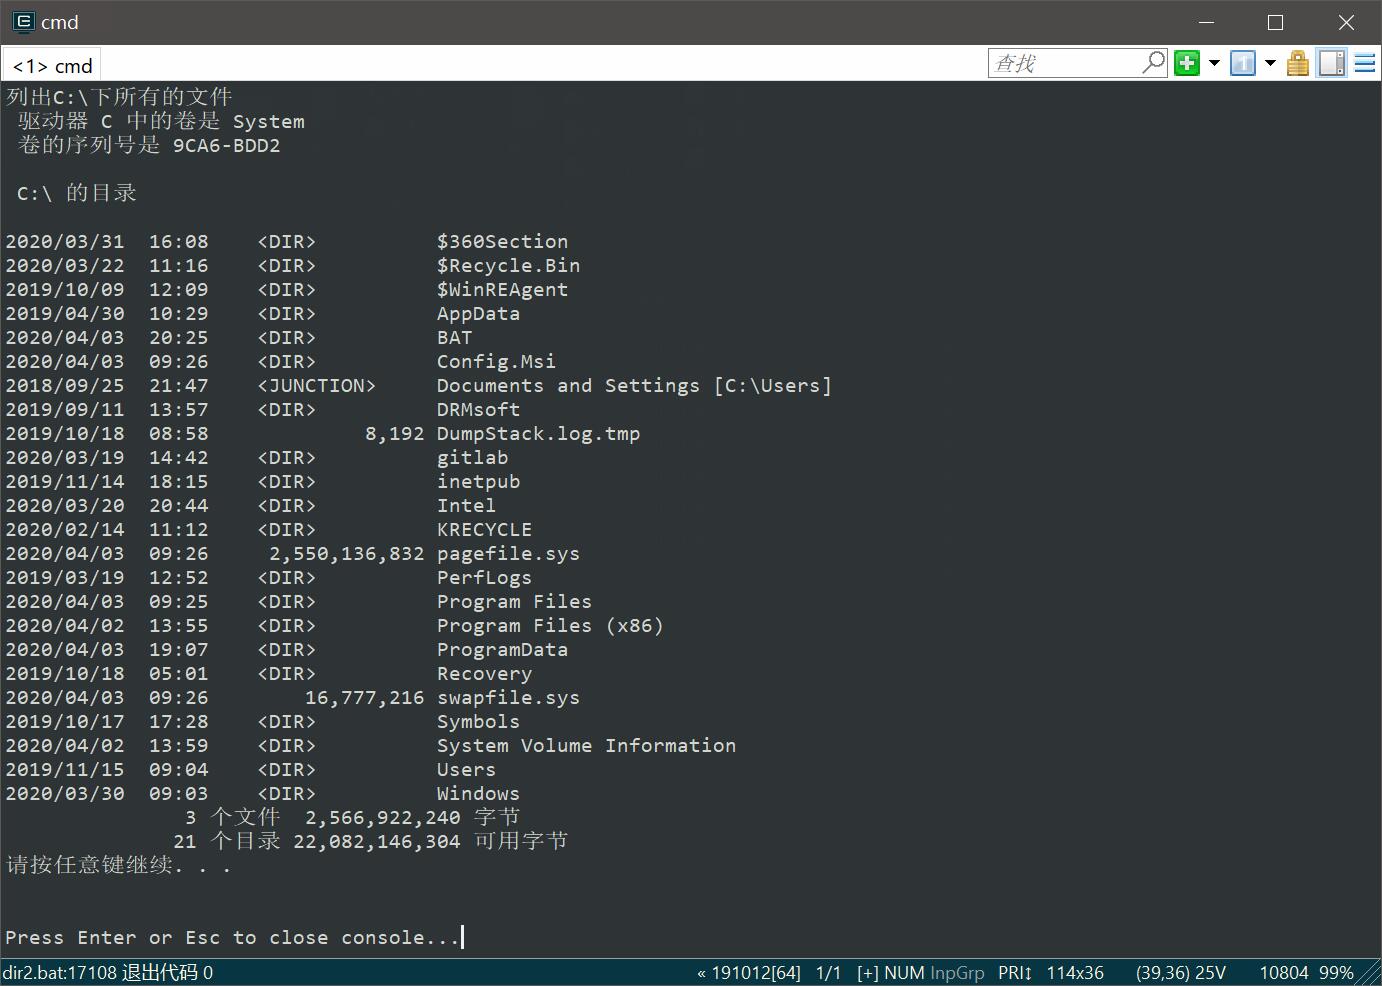 cmd
<1> cmd
查找
1
列出C:\下所有的文件
驱动器 C 中的卷是 System
卷的序列号是 9CA6-BDD2
C:\ 的目录
2020/03/31  16:08    <DIR>          $360Section
2020/03/22  11:16    <DIR>          $Recycle.Bin
2019/10/09  12:09    <DIR>          $WinREAgent
2019/04/30  10:29    <DIR>          AppData
2020/04/03  20:25    <DIR>          BAT
2020/04/03  09:26    <DIR>          Config.Msi
2018/09/25  21:47    <JUNCTION>     Documents and Settings [C:\Users]
2019/09/11  13:57    <DIR>          DRMsoft
2019/10/18  08:58             8,192 DumpStack.log.tmp
2020/03/19  14:42    <DIR>          gitlab
2019/11/14  18:15    <DIR>          inetpub
2020/03/20  20:44    <DIR>          Intel
2020/02/14  11:12    <DIR>          KRECYCLE
2020/04/03  09:26     2,550,136,832 pagefile.sys
2019/03/19  12:52    <DIR>          PerfLogs
2020/04/03  09:25    <DIR>          Program Files
2020/04/02  13:55    <DIR>          Program Files (x86)
2020/04/03  19:07    <DIR>          ProgramData
2019/10/18  05:01    <DIR>          Recovery
2020/04/03  09:26        16,777,216 swapfile.sys
2019/10/17  17:28    <DIR>          Symbols
2020/04/02  13:59    <DIR>          System Volume Information
2019/11/15  09:04    <DIR>          Users
2020/03/30  09:03    <DIR>          Windows
3 个文件  2,566,922,240 字节
21 个目录 22,082,146,304 可用字节
请按任意键继续. . .
Press Enter or Esc to close console...
dir2.bat:17108 退出代码 0 « 191012[64] 1/1 [+] NUM InpGrp PRI↕ 114x36 (39,36) 25V 10804 99%